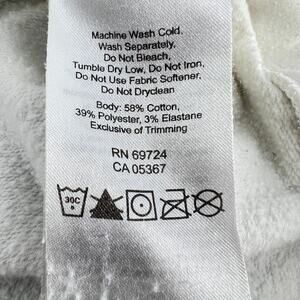 Machine Wash Cold,
Wash Separately,
Do Not Bleach,
Tumble Dry Low, Do Not Iron,
Do Not Use Fabric Softener,
Do Not Dryclean
Body: 58% Cotton,
39% Polyester, 3% Elastane
Exclusive of Trimming
RN 69724
CA 05367
30C